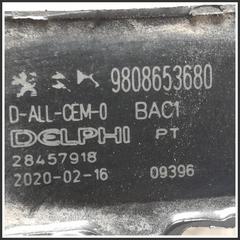 9808653680
D-ALL-CEM-0 BAC1
DELPHI PT
28457918
2020-02-16 09396